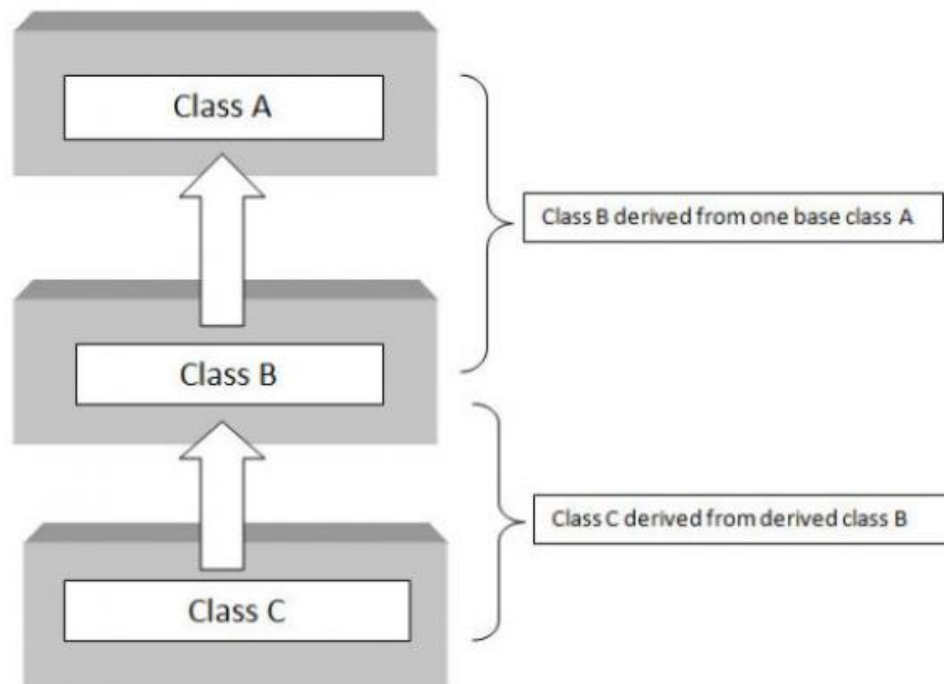 Class A
Class B derived from one base class A
Class B
Class C derived from derived class B
Class C